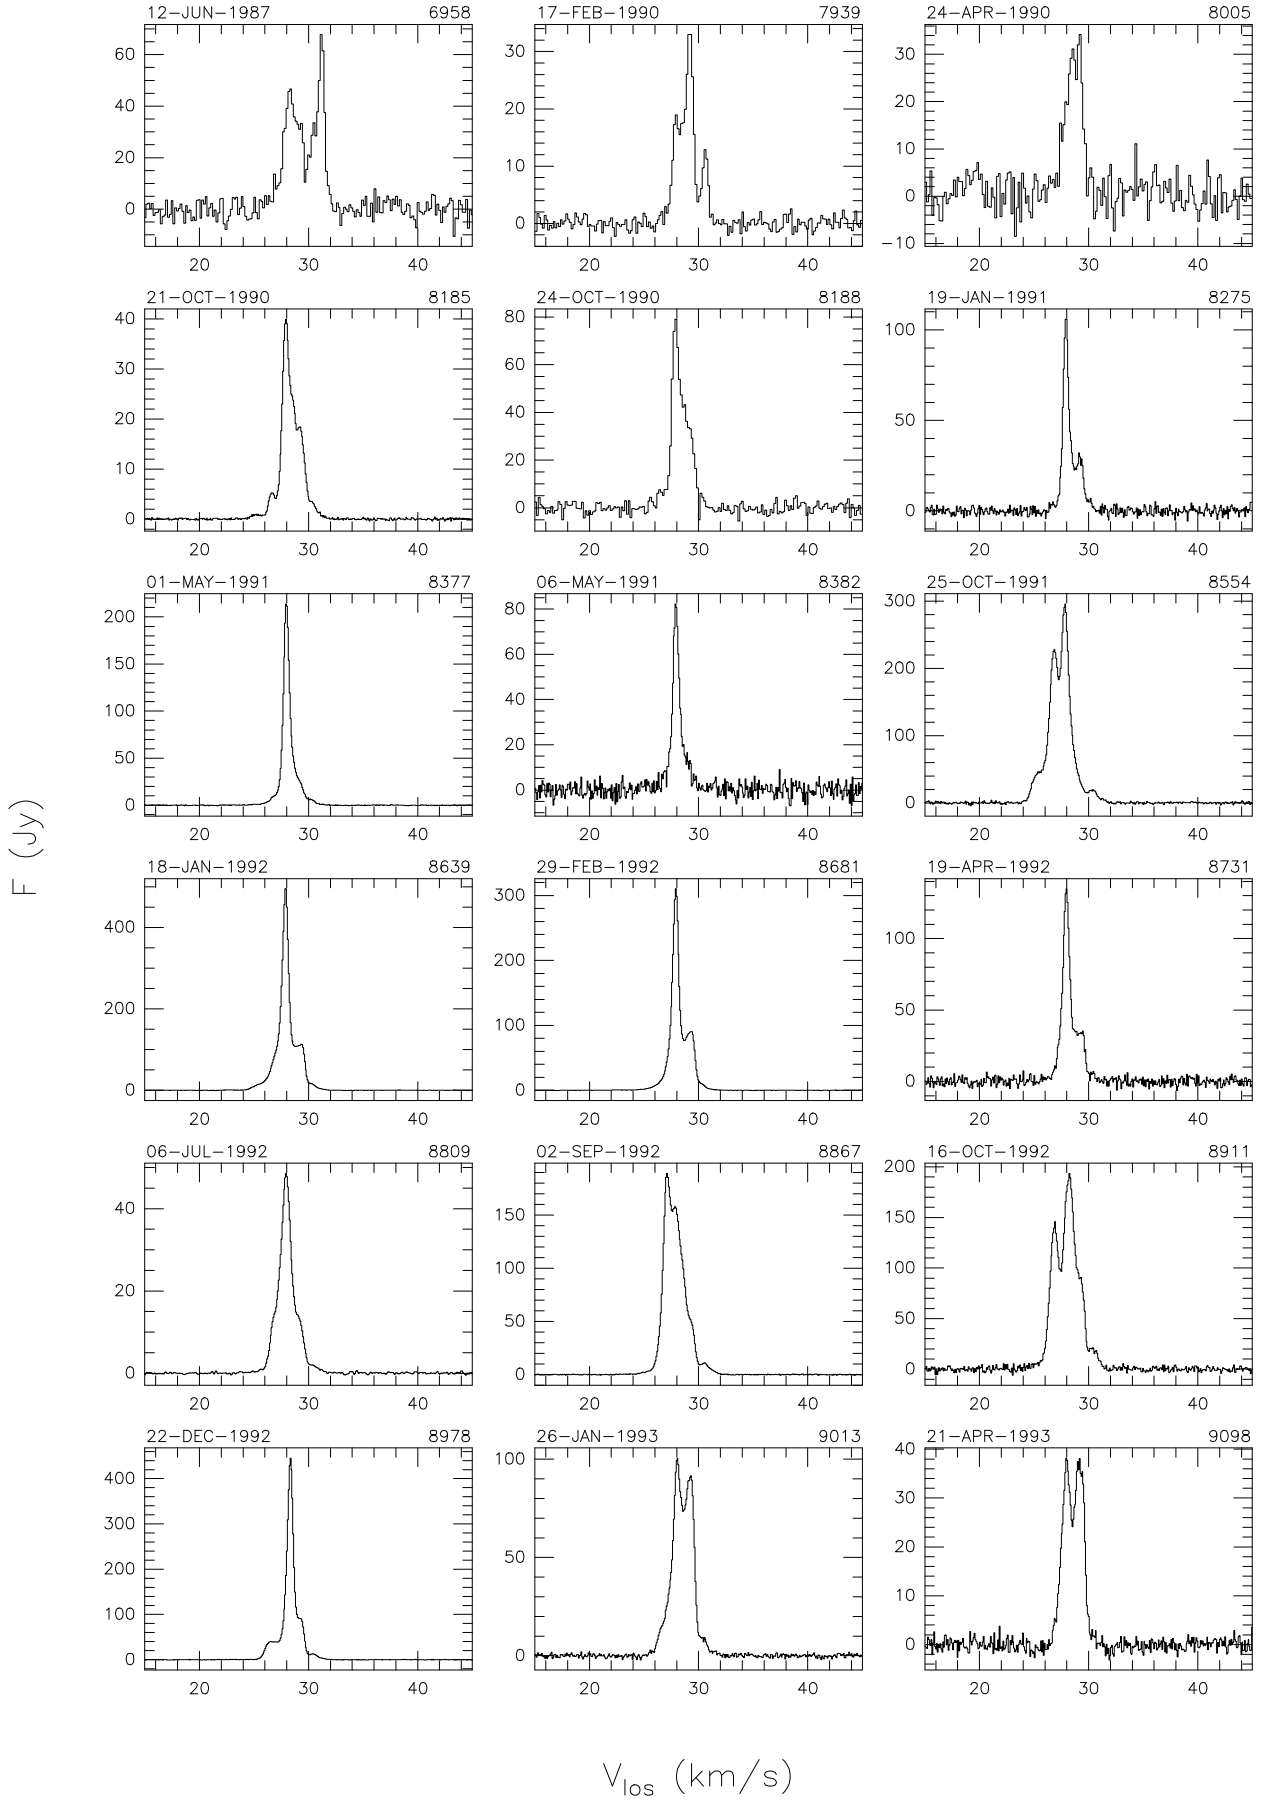 12-JUN-1987 6958 17-FEB-1990 7939 24-APR-1990 8005
60 30 30
40 20 20
20 10 10
0 0 0
-10
20 30 40 20 30 40 20 30 40
21-OCT-1990 8185 24-OCT-1990 8188 19-JAN-1991 8275
40 80 100
30 60
20 40 50
10 20
0 0 0
20 30 40 20 30 40 20 30 40
01-MAY-1991 8377 06-MAY-1991 8382 25-OCT-1991 8554
200 80 300
150 60 200
100 40 100
50 20
0 0 0
20 30 40 20 30 40 20 30 40
F (Jy)
18-JAN-1992 8639 29-FEB-1992 8681 19-APR-1992 8731
400 300 100
200 200 50
100
0 0 0
20 30 40 20 30 40 20 30 40
06-JUL-1992 8809 02-SEP-1992 8867 16-OCT-1992 8911
40 150 200
20 100 150
50 100
50
0 0 0
20 30 40 20 30 40 20 30 40
22-DEC-1992 8978 26-JAN-1993 9013 21-APR-1993 9098
400 100 40
300 50 30
200 20
100 10
0 0 0
20 30 40 20 30 40 20 30 40
Vlos (km/s)